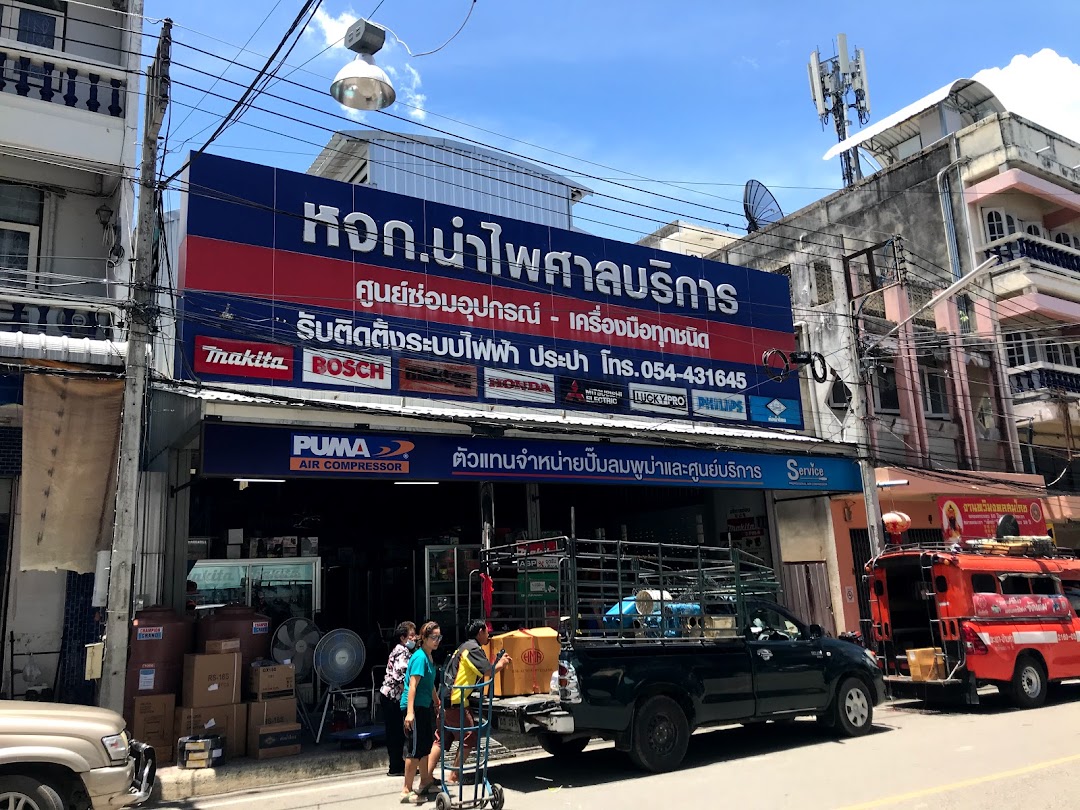 หจก.นำไพศาลบริการ
ศูนย์ซ่อมอุปกรณ์ - เครื่องมือทุกชนิด
รับติดตั้งระบบไฟฟ้า ประปา โทร.054-431645
Makita
BOSCH
HONDA
MITSUBISHI ELECTRIC
LUCKYPRO
PHILIPS
PUMA
AIR COMPRESSOR
ตัวแทนจำหน่ายปั๊มลมพูม่าและศูนย์บริการ
Service
makita
HMR